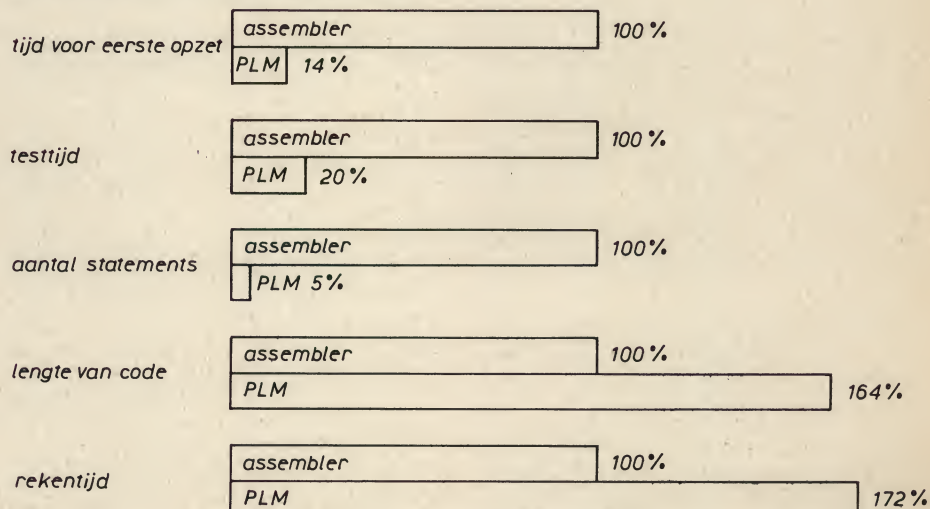 assembler 100%
tijd voor eerste opzet
PLM 14%
assembler 100%
testtijd
PLM 20%
assembler 100%
aantal statements
PLM 5%
assembler 100%
lengte van code
PLM 164%
assembler 100%
rekentijd
PLM 172%